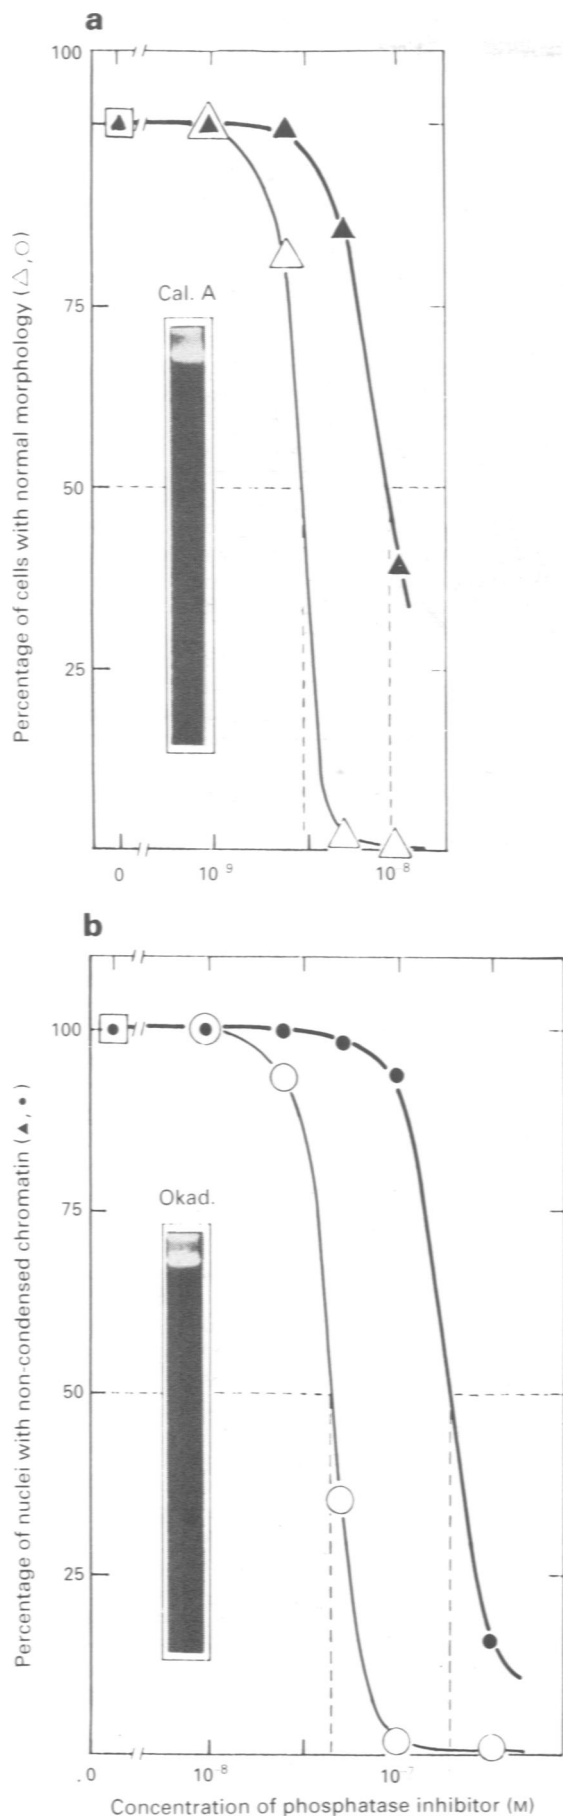 a
100
75
50
25
Cal. A
0
10⁻⁹
10⁻⁸
Percentage of cells with normal morphology (△,○)
b
100
75
50
25
Okad.
.0
10⁻⁸
10⁻⁷
Percentage of nuclei with non-condensed chromatin (▲, •)
Concentration of phosphatase inhibitor (M)